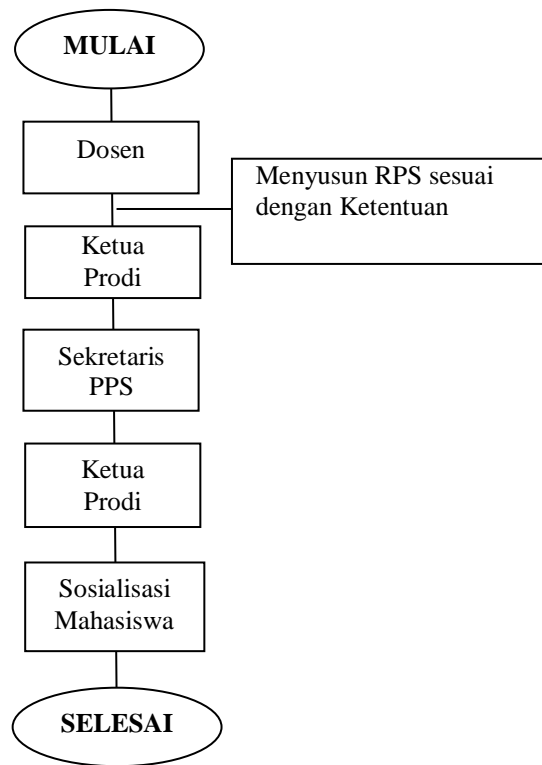 MULAI
Dosen
Menyusun RPS sesuai
dengan Ketentuan
Ketua
Prodi
Sekretaris
PPS
Ketua
Prodi
Sosialisasi
Mahasiswa
SELESAI